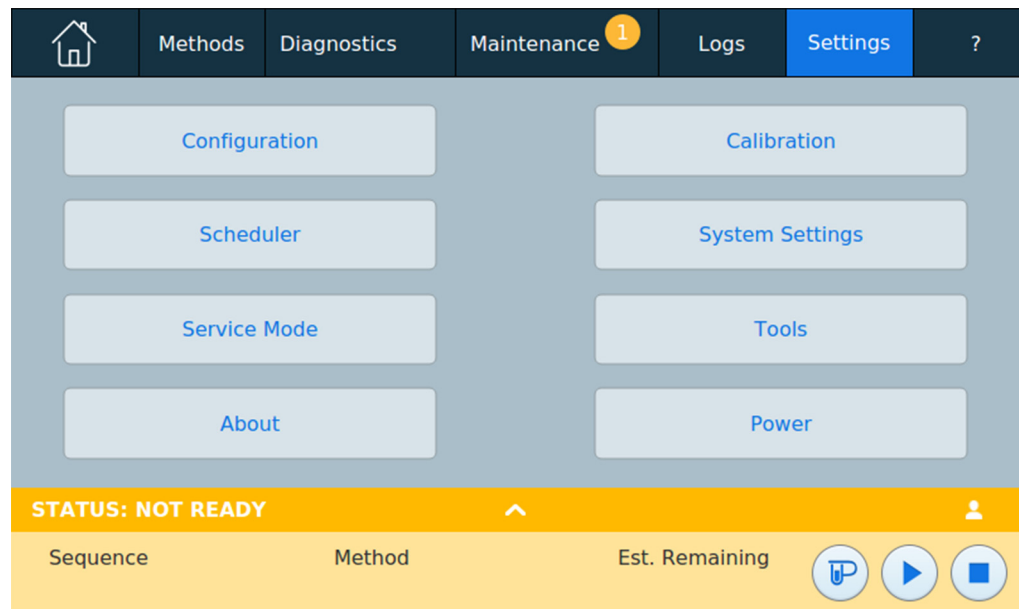 Methods Diagnostics Maintenance 1 Logs Settings ?
Configuration Calibration
Scheduler System Settings
Service Mode Tools
About Power
STATUS: NOT READY
Sequence Method Est. Remaining